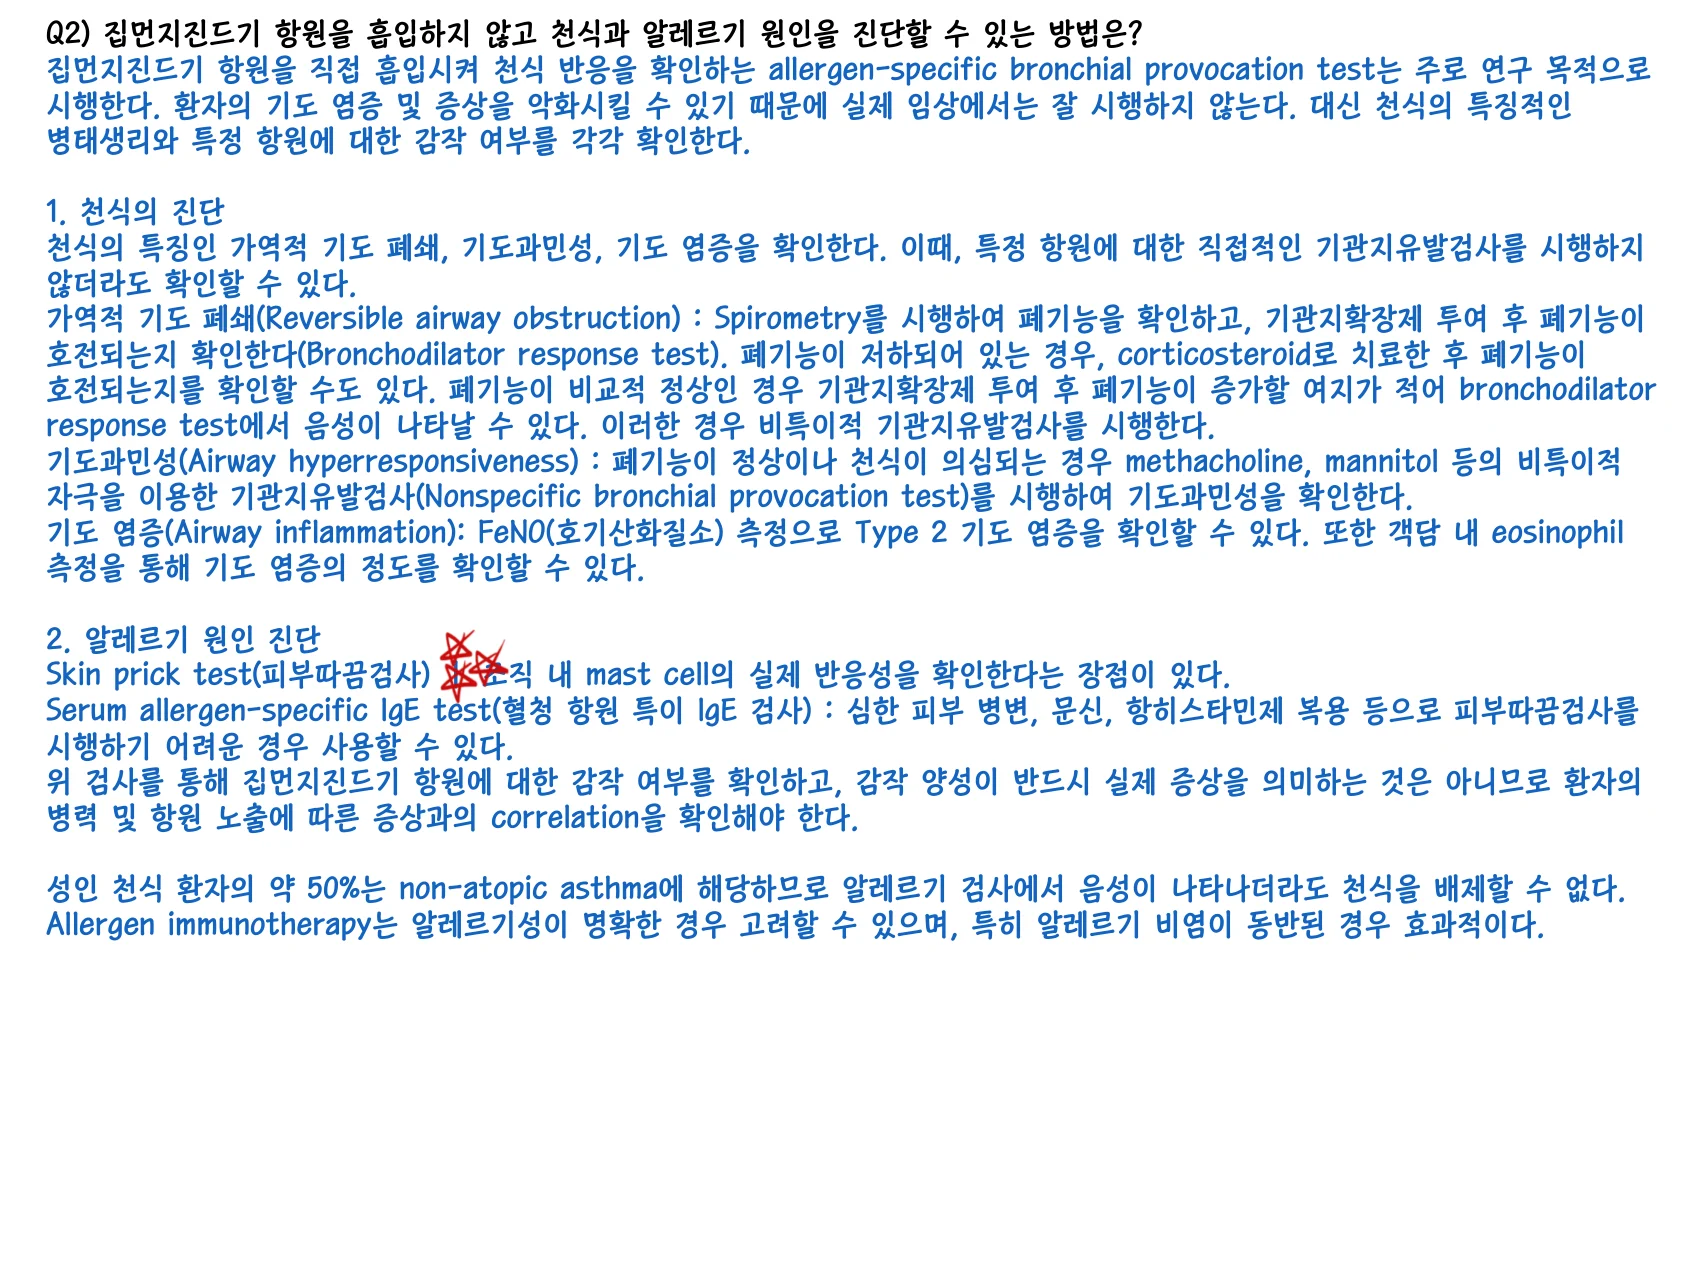 Q2) 집먼지진드기 항원을 흡입하지 않고 천식과 알레르기 원인을 진단할 수 있는 방법은?
집먼지진드기 항원을 직접 흡입시켜 천식 반응을 확인하는 allergen-specific bronchial provocation test는 주로 연구 목적으로
시행한다. 환자의 기도 염증 및 증상을 악화시킬 수 있기 때문에 실제 임상에서는 잘 시행하지 않는다. 대신 천식의 특징적인
병태생리와 특정 항원에 대한 감작 여부를 각각 확인한다.
1. 천식의 진단
천식의 특징인 가역적 기도 폐쇄, 기도과민성, 기도 염증을 확인한다. 이때, 특정 항원에 대한 직접적인 기관지유발검사를 시행하지
않더라도 확인할 수 있다.
가역적 기도 폐쇄(Reversible airway obstruction) : Spirometry를 시행하여 폐기능을 확인하고, 기관지확장제 투여 후 폐기능이
호전되는지 확인한다(Bronchodilator response test). 폐기능이 저하되어 있는 경우, corticosteroid로 치료한 후 폐기능이
호전되는지를 확인할 수도 있다. 폐기능이 비교적 정상인 경우 기관지확장제 투여 후 폐기능이 증가할 여지가 적어 bronchodilator
response test에서 음성이 나타날 수 있다. 이러한 경우 비특이적 기관지유발검사를 시행한다.
기도과민성(Airway hyperresponsiveness) : 폐기능이 정상이나 천식이 의심되는 경우 methacholine, mannitol 등의 비특이적
자극을 이용한 기관지유발검사(Nonspecific bronchial provocation test)를 시행하여 기도과민성을 확인한다.
기도 염증(Airway inflammation): FeNO(호기산화질소) 측정으로 Type 2 기도 염증을 확인할 수 있다. 또한 객담 내 eosinophil
측정을 통해 기도 염증의 정도를 확인할 수 있다.
2. 알레르기 원인 진단
Skin prick test(피부따끔검사) 내 mast cell의 실제 반응성을 확인한다는 장점이 있다.
Serum allergen-specific IgE test(혈청 항원 특이 IgE 검사) : 심한 피부 병변, 문신, 항히스타민제 복용 등으로 피부따끔검사를
시행하기 어려운 경우 사용할 수 있다.
위 검사를 통해 집먼지진드기 항원에 대한 감작 여부를 확인하고, 감작 양성이 반드시 실제 증상을 의미하는 것은 아니므로 환자의
병력 및 항원 노출에 따른 증상과의 correlation을 확인해야 한다.
성인 천식 환자의 약 50%는 non-atopic asthma에 해당하므로 알레르기 검사에서 음성이 나타나더라도 천식을 배제할 수 없다.
Allergen immunotherapy는 알레르기성이 명확한 경우 고려할 수 있으며, 특히 알레르기 비염이 동반된 경우 효과적이다.